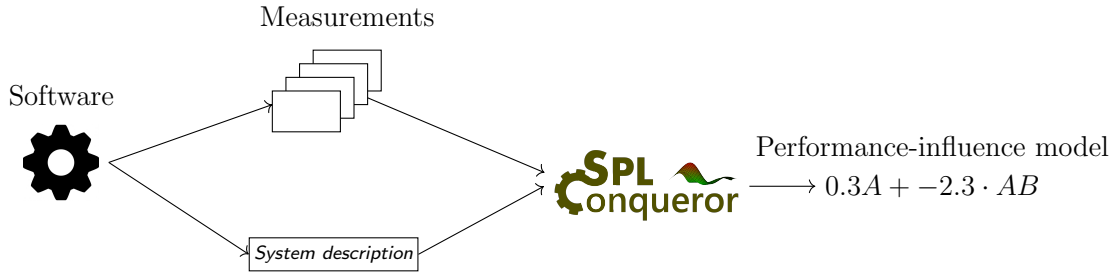 Measurements
Software
System description
SPL
Conqueror
Performance-influence model
0.3A + −2.3 · AB